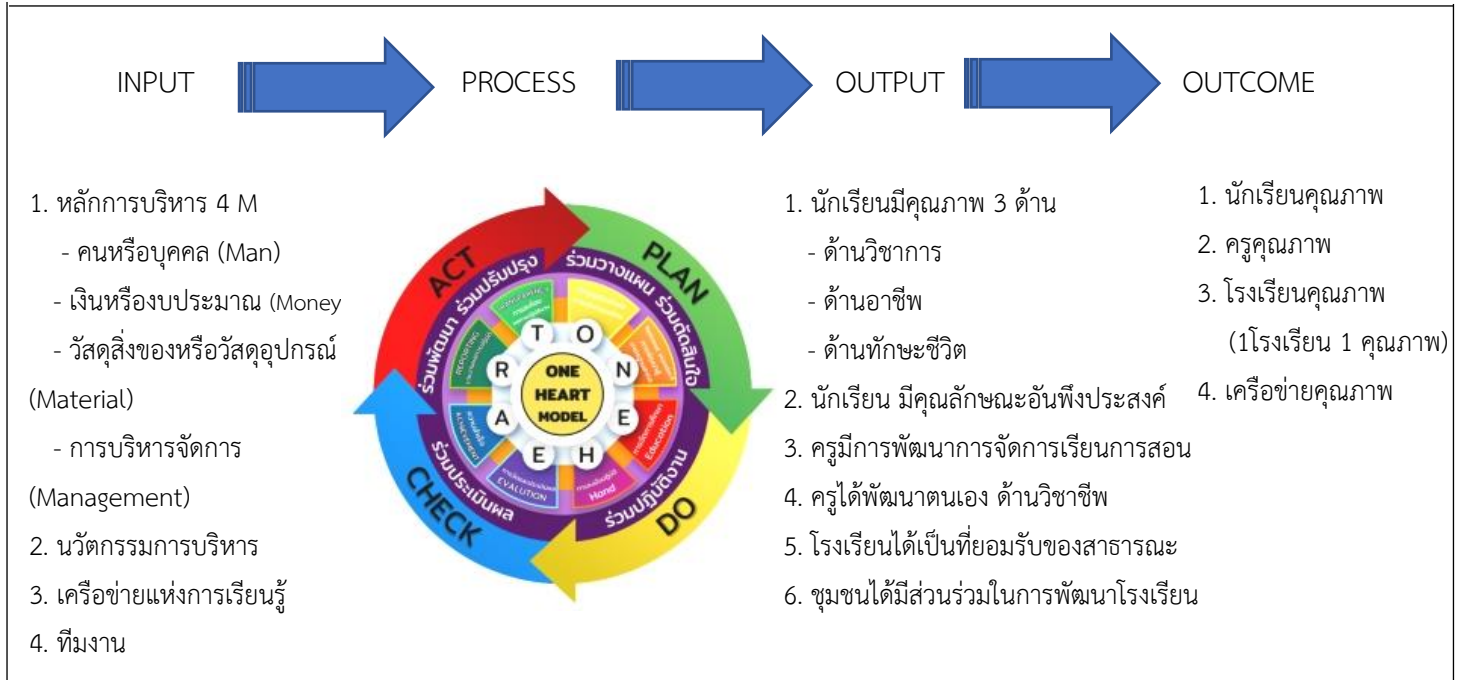 INPUT
PROCESS
OUTPUT
OUTCOME
1. หลักการบริหาร 4 M
- คนหรือบุคคล (Man)
- เงินหรืองบประมาณ (Money
- วัสดุสิ่งของหรือวัสดุอุปกรณ์
(Material)
- การบริหารจัดการ
(Management)
2. นวัตกรรมการบริหาร
3. เครือข่ายแห่งการเรียนรู้
4. ทีมงาน
ACT
PLAN
DO
CHECK
ร่วมพัฒนา ร่วมปรับปรุง
ร่วมวางแผน ร่วมตัดสินใจ
ร่วมปฏิบัติงาน
ร่วมประเมินผล
O
N
E
H
E
A
R
T
ONE
HEART
MODEL
Education
Hand
EVALUTION
ACHIEVEMENT
REPORTING
1. นักเรียนมีคุณภาพ 3 ด้าน
- ด้านวิชาการ
- ด้านอาชีพ
- ด้านทักษะชีวิต
2. นักเรียน มีคุณลักษณะอันพึงประสงค์
3. ครูมีการพัฒนาการจัดการเรียนการสอน
4. ครูได้พัฒนาตนเอง ด้านวิชาชีพ
5. โรงเรียนได้เป็นที่ยอมรับของสาธารณะ
6. ชุมชนได้มีส่วนร่วมในการพัฒนาโรงเรียน
1. นักเรียนคุณภาพ
2. ครูคุณภาพ
3. โรงเรียนคุณภาพ
(1โรงเรียน 1 คุณภาพ)
4. เครือข่ายคุณภาพ